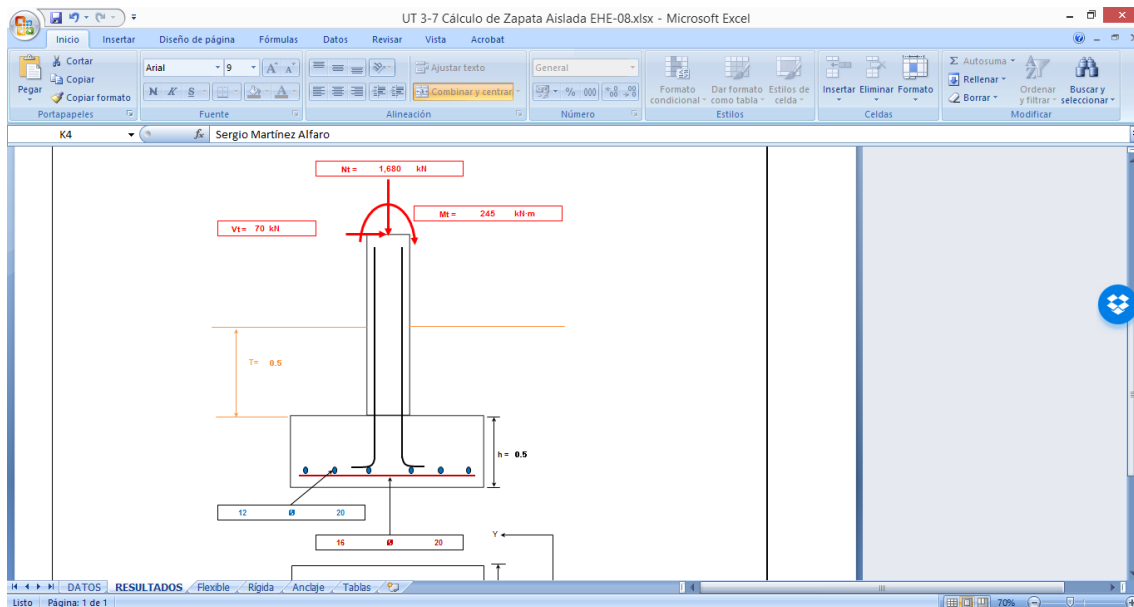 UT 3-7 Cálculo de Zapata Aislada EHE-08.xlsx - Microsoft Excel
Inicio Insertar Diseño de página Fórmulas Datos Revisar Vista Acrobat
Pegar
Cortar
Copiar
Copiar formato
Portapapeles
Arial 9
N K S
Fuente
Ajustar texto
Combinar y centrar
Alineación
General
% 000
Número
Formato condicional
Dar formato como tabla
Estilos de celda
Estilos
Insertar Eliminar Formato
Celdas
Σ Autosuma
Rellenar
Borrar
Ordenar y filtrar
Buscar y seleccionar
Modificar
K4 fx Sergio Martínez Alfaro
Nt = 1,680 kN
Mt = 245 kN·m
Vt= 70 kN
T= 0.5
h = 0.5
12 Ø 20
16 Ø 20
Y
DATOS RESULTADOS Flexible Rígida Anclaje Tablas
Listo Página: 1 de 1 70%